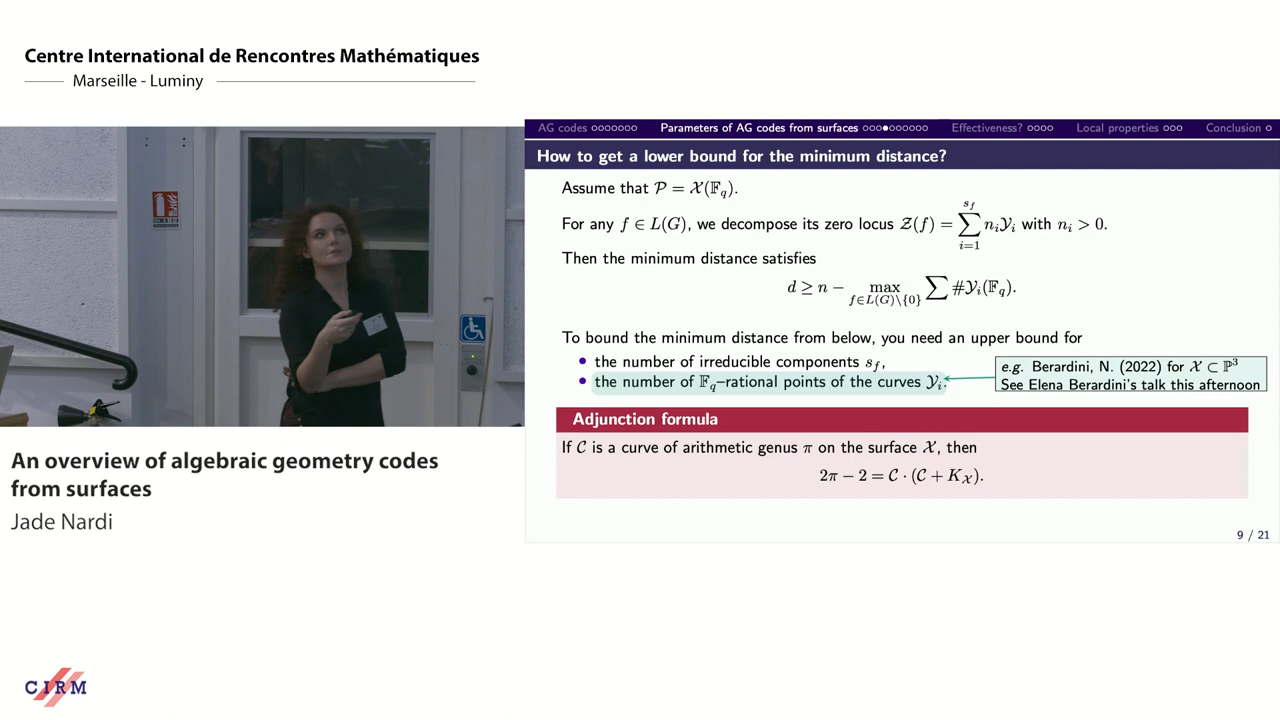 Centre International de Rencontres Mathématiques
Marseille - Luminy
AG codes ○○○○○○○ Parameters of AG codes from surfaces ○○○●○○○○○○ Effectiveness? ○○○○ Local properties ○○○ Conclusion ○
How to get a lower bound for the minimum distance?
Assume that 𝒫 = 𝒳(𝔽_q).
For any f ∈ L(G), we decompose its zero locus 𝒵(f) = ∑_{i=1}^{s_f} n_i𝒴_i with n_i > 0.
Then the minimum distance satisfies
d ≥ n − max_{f∈L(G)\{0}} ∑ #𝒴_i(𝔽_q).
To bound the minimum distance from below, you need an upper bound for
• the number of irreducible components s_f,
• the number of 𝔽_q–rational points of the curves 𝒴_i.
e.g. Berardini, N. (2022) for 𝒳 ⊂ ℙ³
See Elena Berardini's talk this afternoon
Adjunction formula
If 𝒞 is a curve of arithmetic genus π on the surface 𝒳, then
2π − 2 = 𝒞 · (𝒞 + K_𝒳).
9 / 21
An overview of algebraic geometry codes
from surfaces
Jade Nardi
CIRM